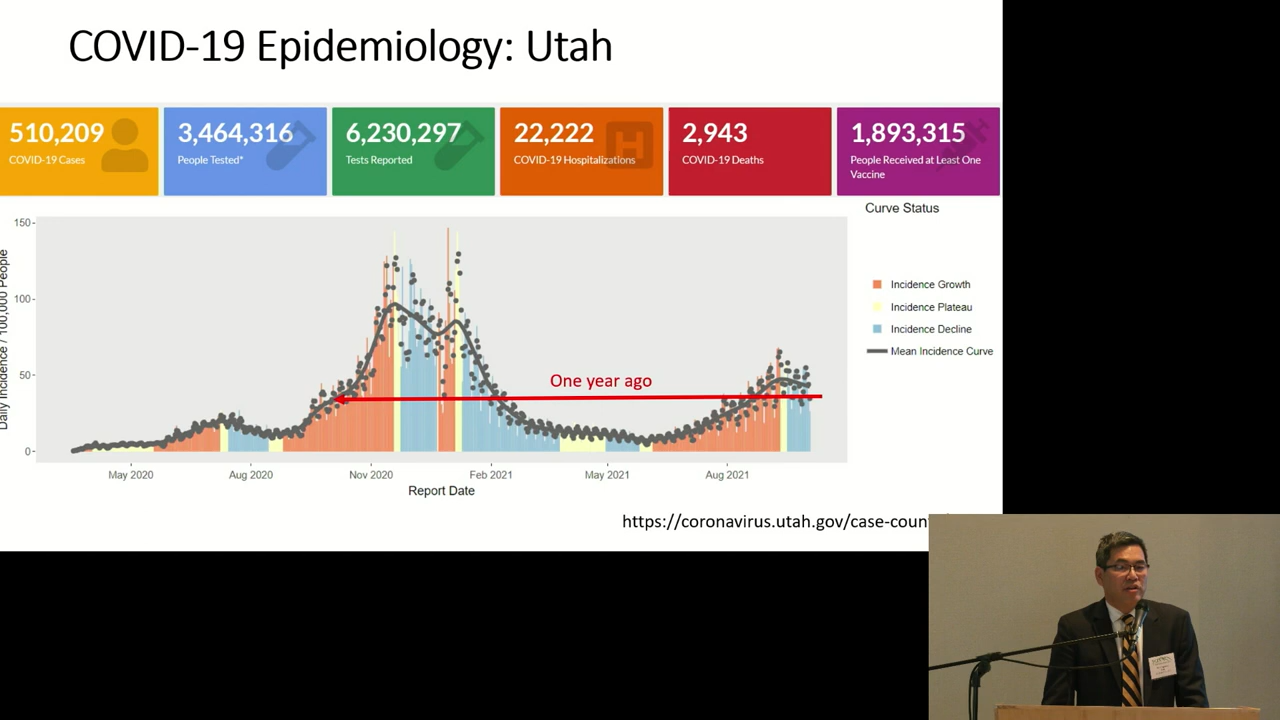 COVID-19 Epidemiology: Utah
510,209
COVID-19 Cases
3,464,316
People Tested*
6,230,297
Tests Reported
22,222
COVID-19 Hospitalizations
2,943
COVID-19 Deaths
1,893,315
People Received at Least One
Vaccine
Curve Status
Incidence Growth
Incidence Plateau
Incidence Decline
Mean Incidence Curve
Daily Incidence / 100,000 People
150
100
50
0
One year ago
May 2020
Aug 2020
Nov 2020
Feb 2021
May 2021
Aug 2021
Report Date
https://coronavirus.utah.gov/case-coun